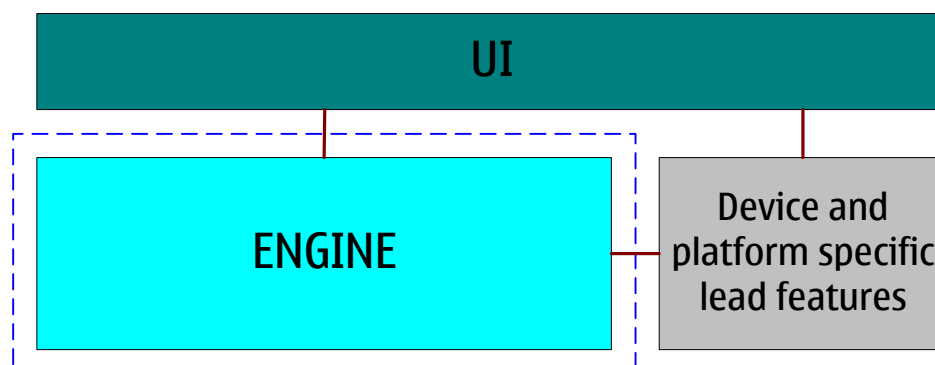 UI
ENGINE
Device and
platform specific
lead features